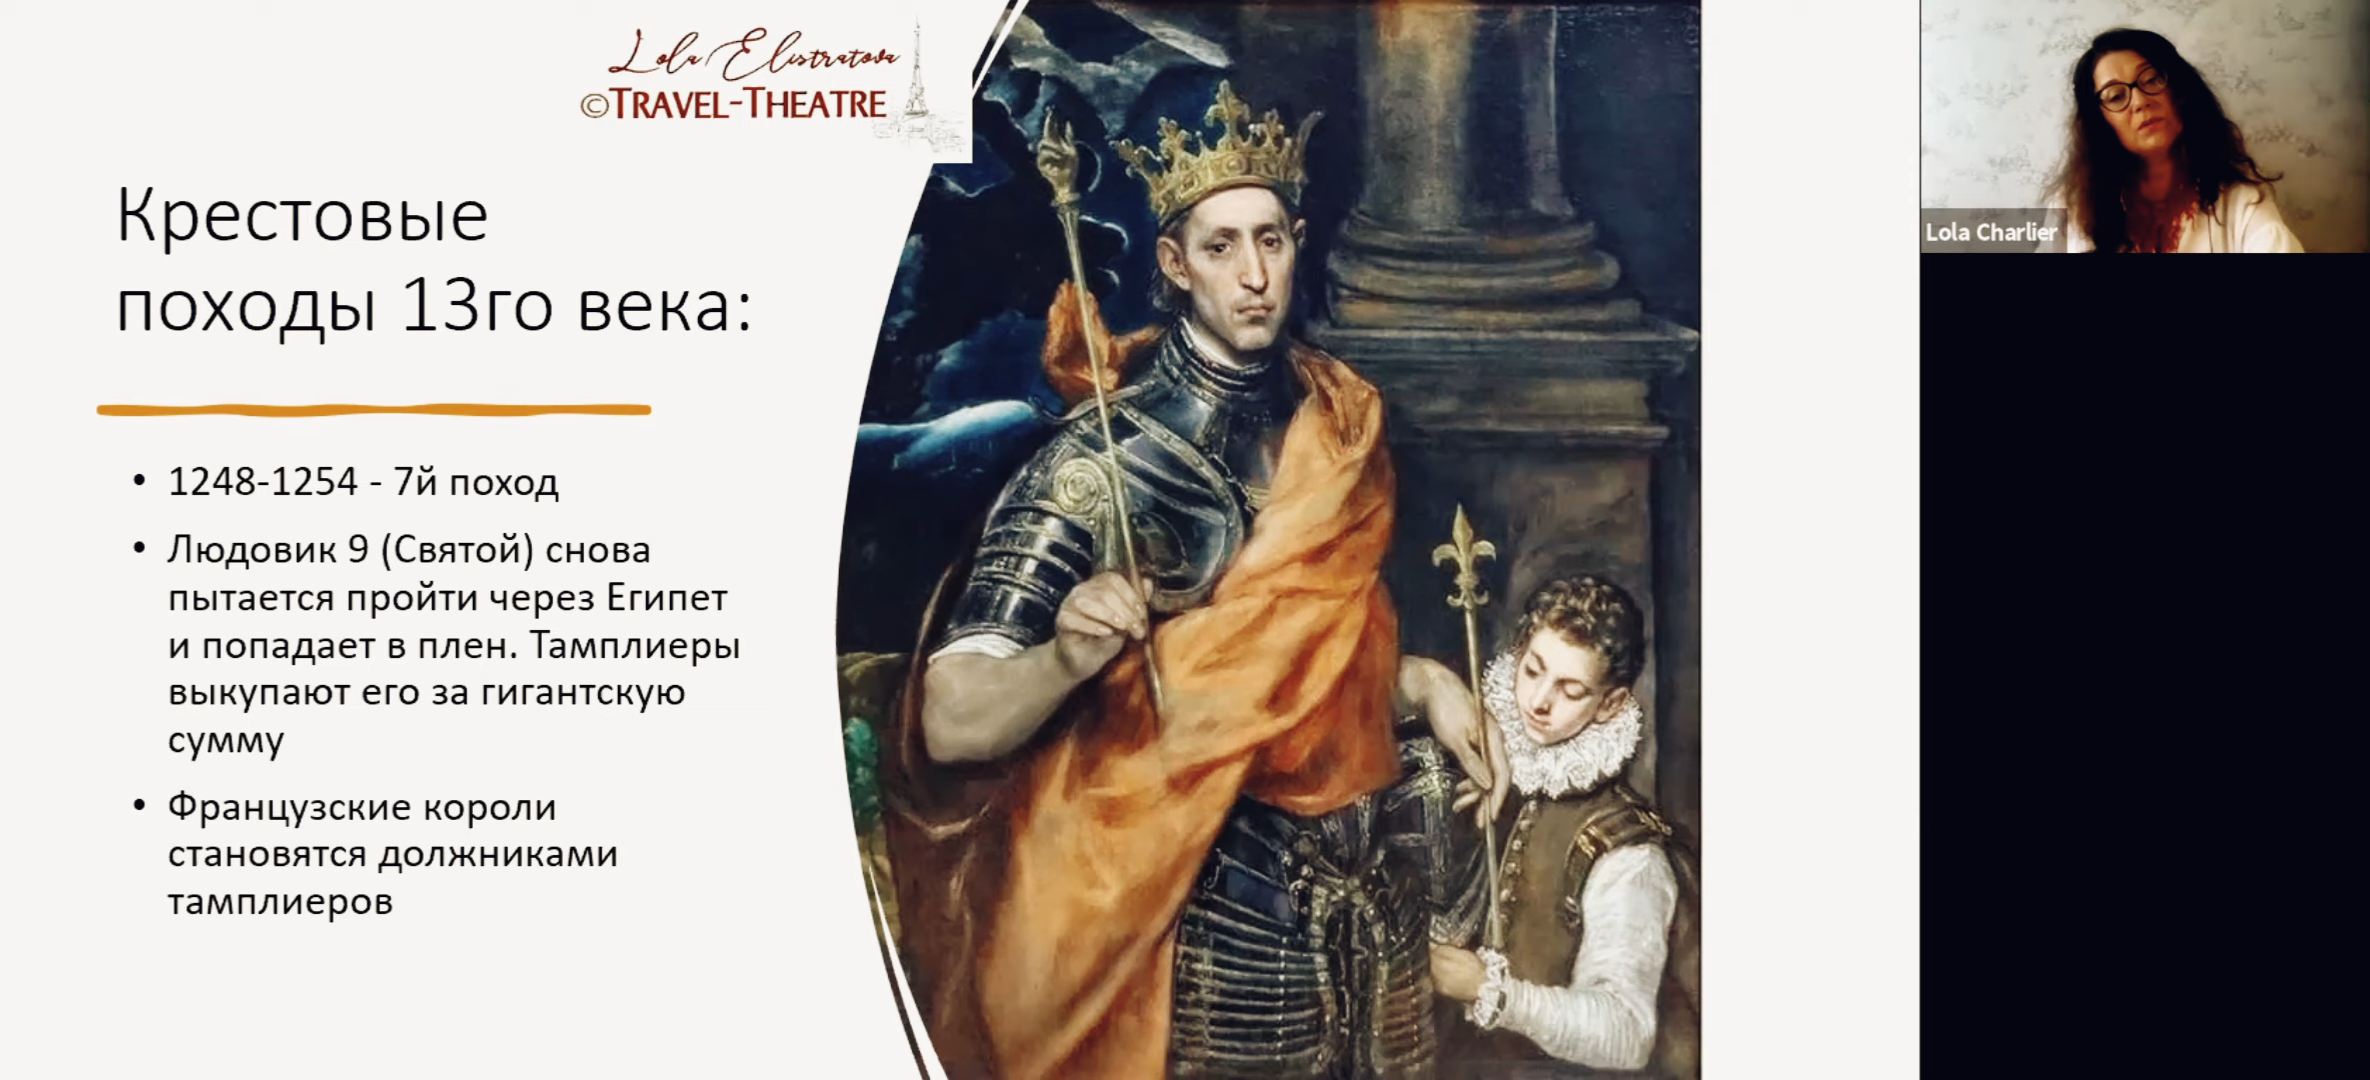 Lola Elistratova
©TRAVEL-THEATRE
Крестовые
походы 13го века:
• 1248-1254 - 7й поход
• Людовик 9 (Святой) снова
пытается пройти через Египет
и попадает в плен. Тамплиеры
выкупают его за гигантскую
сумму
• Французские короли
становятся должниками
тамплиеров
Lola Charlier